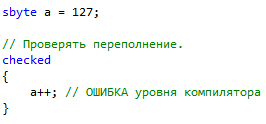 sbyte a = 127;
// Проверять переполнение.
checked
{
a++; // ОШИБКА уровня компилятора
}